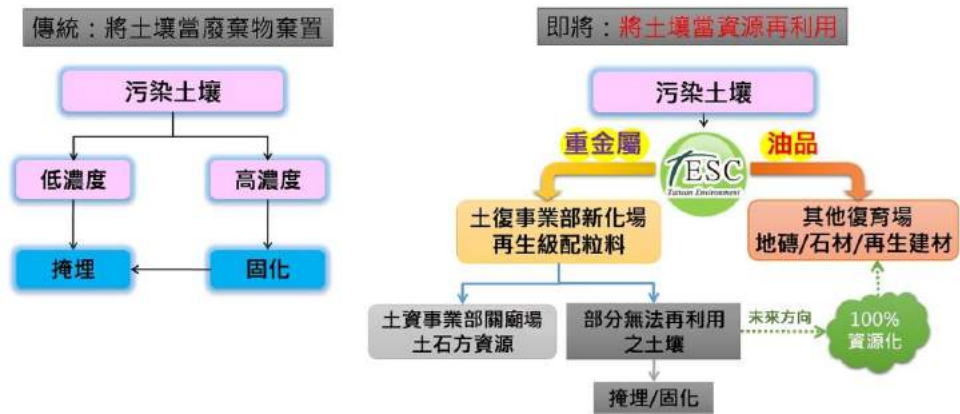 傳統：將土壤當廢棄物棄置
污染土壤
低濃度
高濃度
掩埋
固化
即將：將土壤當資源再利用
污染土壤
重金屬
油品
TESC
Taiwan Environment
土復事業部新化場
再生級配粒料
其他復育場
地磚/石材/再生建材
土資事業部關廟場
土石方資源
部分無法再利用
之土壤
未來方向
100%
資源化
掩埋/固化